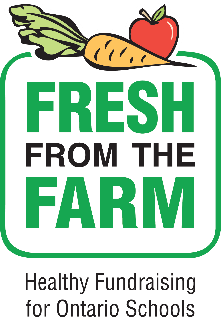 FRESH
FROM THE
FARM
Healthy Fundraising
for Ontario Schools